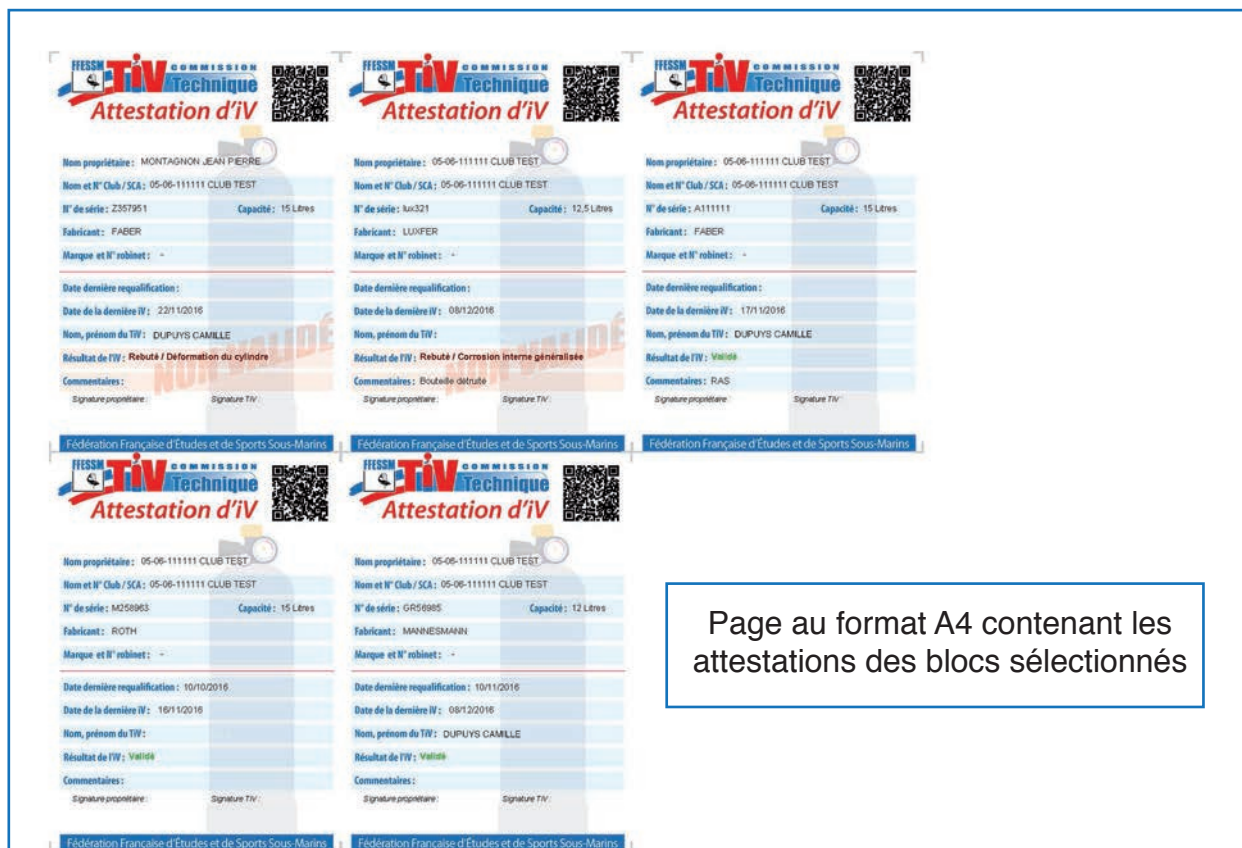 FFESSM TiV COMMISSION
Technique
Attestation d'iV
Nom propriétaire : MONTAGNON JEAN PIERRE
Nom et N° Club / SCA : 05-06-111111 CLUB TEST
N° de série : Z357951 Capacité : 15 Litres
Fabricant : FABER
Marque et N° robinet : -
Date dernière requalification :
Date de la dernière iV : 22/11/2016
Nom, prénom du TiV : DUPUYS CAMILLE
Résultat de l'iV : Rebuté / Déformation du cylindre
Commentaires :
NON VALIDÉ
Signature propriétaire : Signature TiV :
Fédération Française d'Études et de Sports Sous-Marins
FFESSM TiV COMMISSION
Technique
Attestation d'iV
Nom propriétaire : 05-06-111111 CLUB TEST
Nom et N° Club / SCA : 05-06-111111 CLUB TEST
N° de série : lux321 Capacité : 12,5 Litres
Fabricant : LUXFER
Marque et N° robinet : -
Date dernière requalification :
Date de la dernière iV : 08/12/2016
Nom, prénom du TiV :
Résultat de l'iV : Rebuté / Corrosion interne généralisée
Commentaires : Bouteille détruite
NON VALIDÉ
Signature propriétaire : Signature TiV :
Fédération Française d'Études et de Sports Sous-Marins
FFESSM TiV COMMISSION
Technique
Attestation d'iV
Nom propriétaire : 05-06-111111 CLUB TEST
Nom et N° Club / SCA : 05-06-111111 CLUB TEST
N° de série : A111111 Capacité : 15 Litres
Fabricant : FABER
Marque et N° robinet : -
Date dernière requalification :
Date de la dernière iV : 17/11/2016
Nom, prénom du TiV : DUPUYS CAMILLE
Résultat de l'iV : Validé
Commentaires : RAS
Signature propriétaire : Signature TiV :
Fédération Française d'Études et de Sports Sous-Marins
FFESSM TiV COMMISSION
Technique
Attestation d'iV
Nom propriétaire : 05-06-111111 CLUB TEST
Nom et N° Club / SCA : 05-06-111111 CLUB TEST
N° de série : M258963 Capacité : 15 Litres
Fabricant : ROTH
Marque et N° robinet : -
Date dernière requalification : 10/10/2016
Date de la dernière iV : 16/11/2016
Nom, prénom du TiV :
Résultat de l'iV : Validé
Commentaires :
Signature propriétaire : Signature TiV :
Fédération Française d'Études et de Sports Sous-Marins
FFESSM TiV COMMISSION
Technique
Attestation d'iV
Nom propriétaire : 05-06-111111 CLUB TEST
Nom et N° Club / SCA : 05-06-111111 CLUB TEST
N° de série : GR56985 Capacité : 12 Litres
Fabricant : MANNESMANN
Marque et N° robinet : -
Date dernière requalification : 10/11/2016
Date de la dernière iV : 08/12/2016
Nom, prénom du TiV : DUPUYS CAMILLE
Résultat de l'iV : Validé
Commentaires :
Signature propriétaire : Signature TiV :
Fédération Française d'Études et de Sports Sous-Marins
Page au format A4 contenant les
attestations des blocs sélectionnés